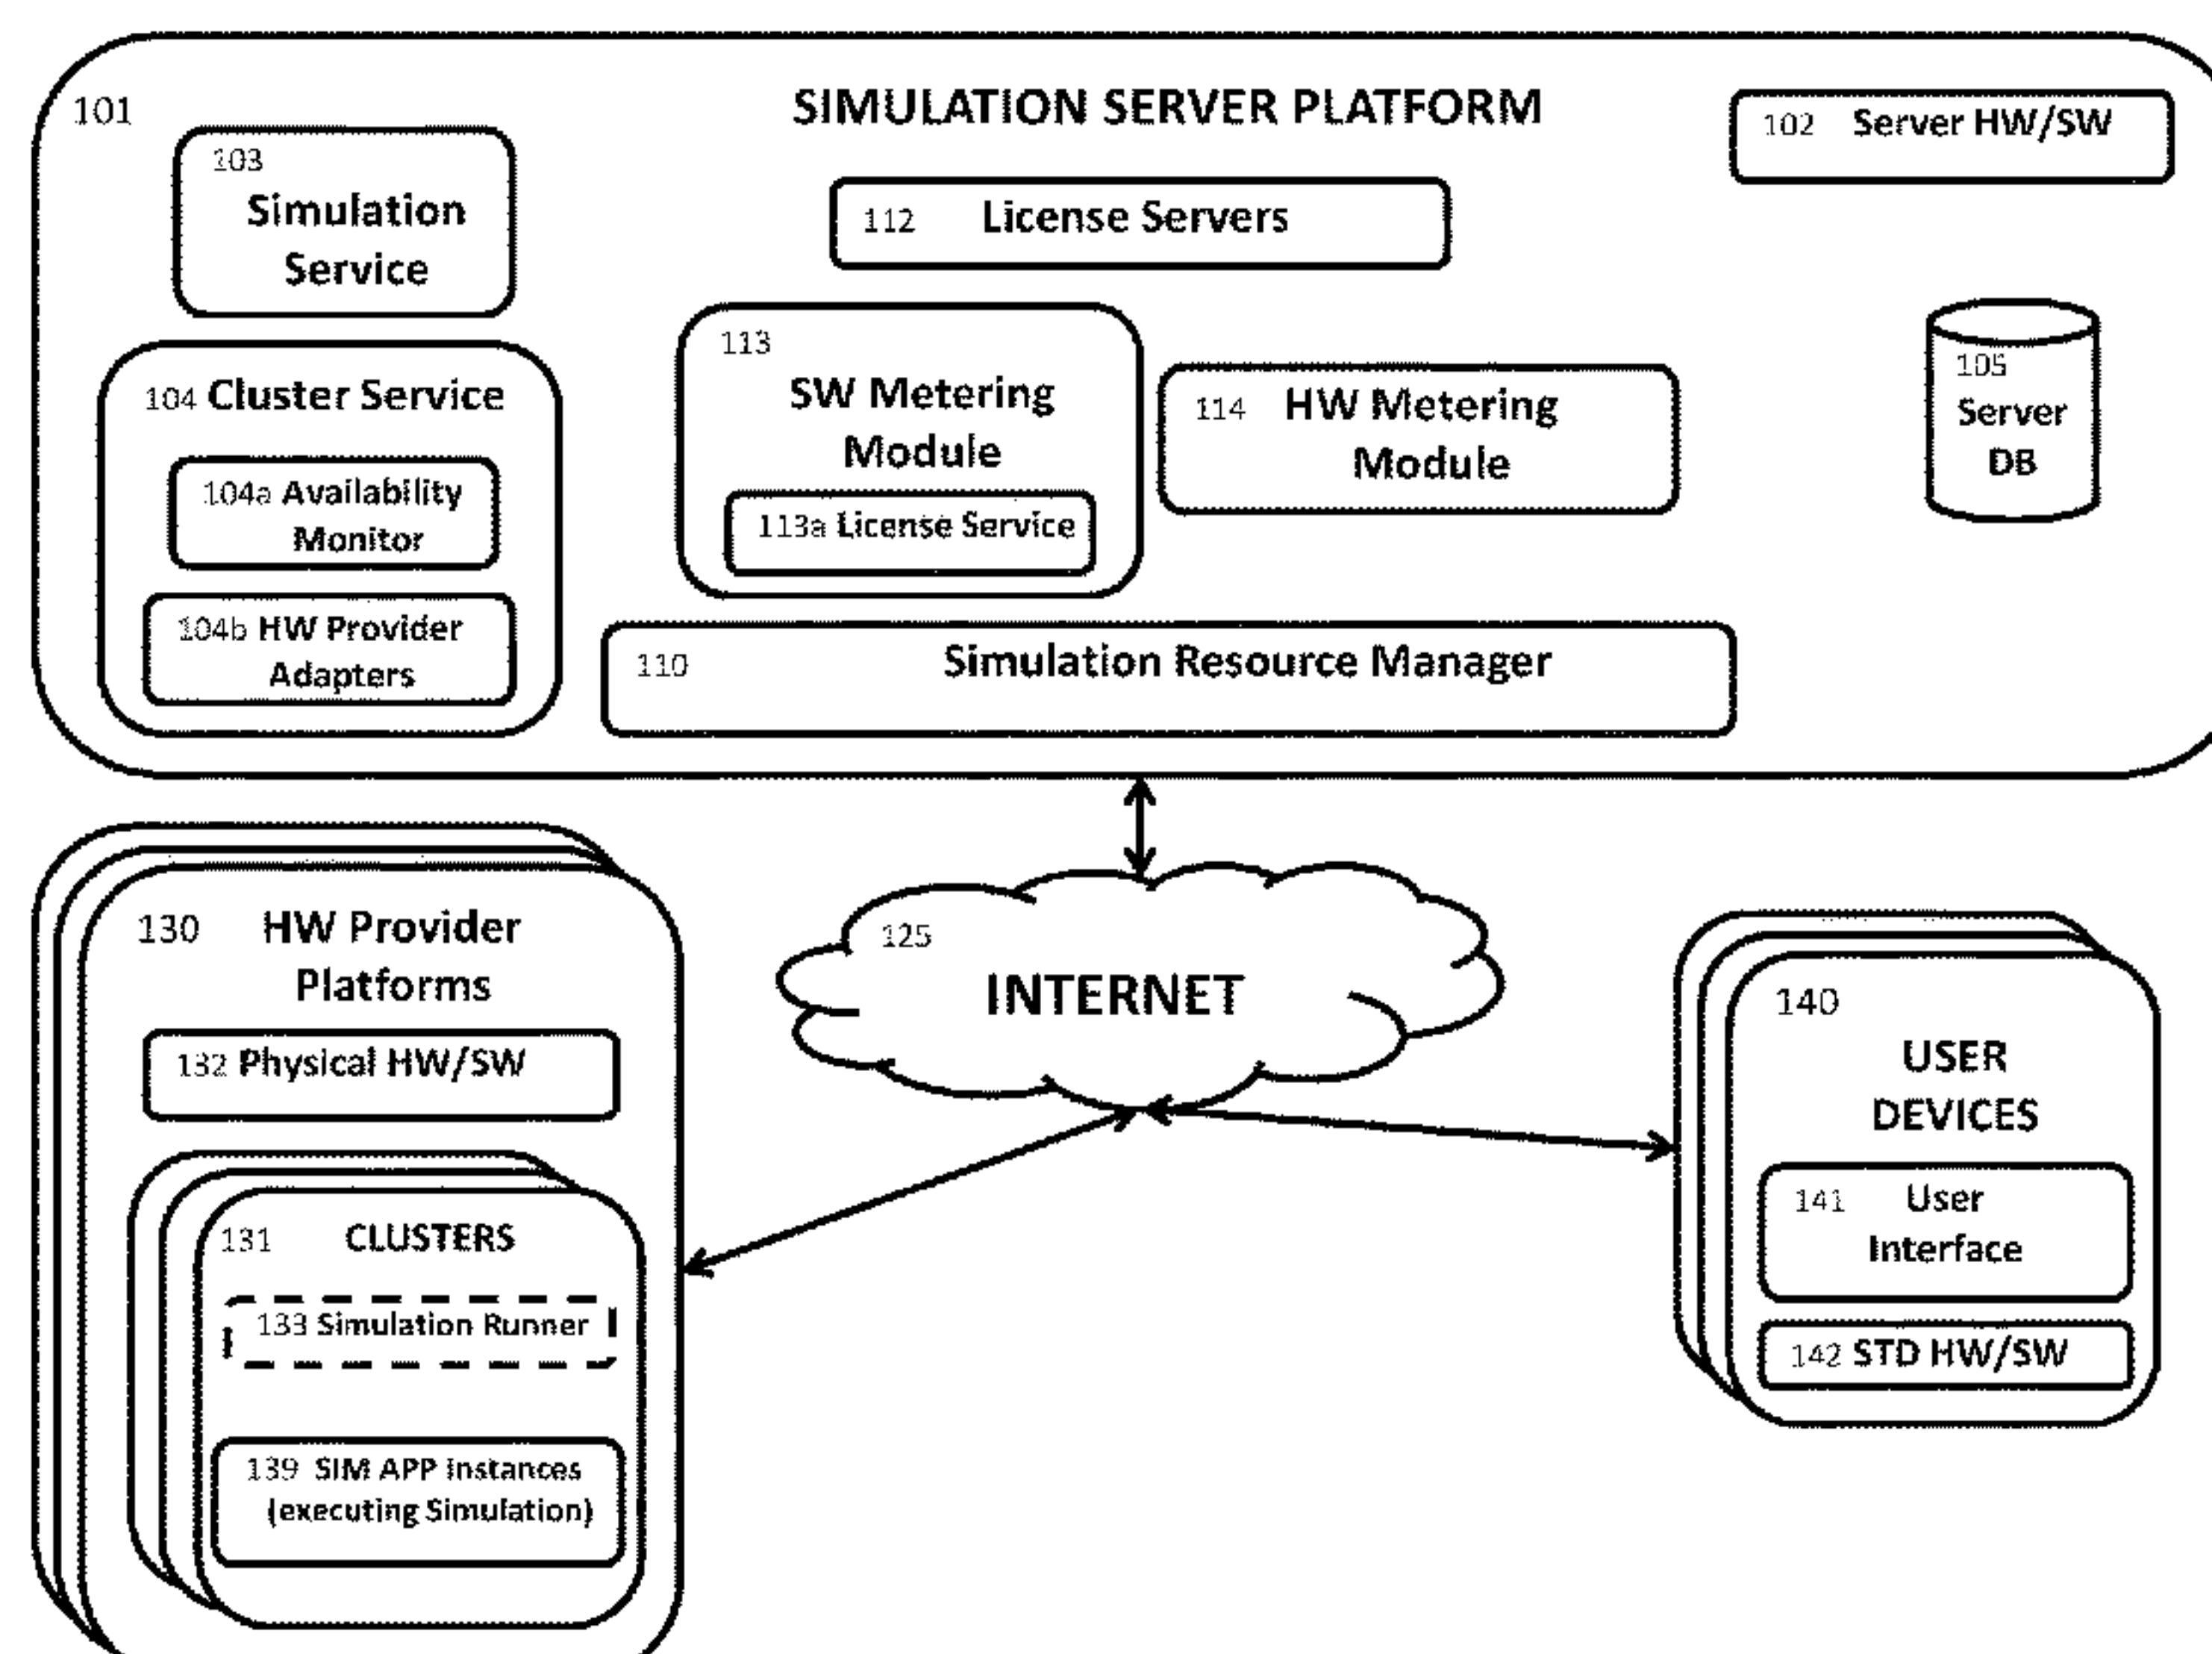 101
SIMULATION SERVER PLATFORM
102 Server HW/SW
103
Simulation
Service
112 License Servers
104 Cluster Service
104a Availability
Monitor
104b HW Provider
Adapters
113
SW Metering
Module
113a License Service
114 HW Metering
Module
105
Server
DB
110 Simulation Resource Manager
130 HW Provider
Platforms
132 Physical HW/SW
131 CLUSTERS
133 Simulation Runner
139 SIM APP instances
(executing Simulation)
125
INTERNET
140
USER
DEVICES
141 User
Interface
142 STD HW/SW